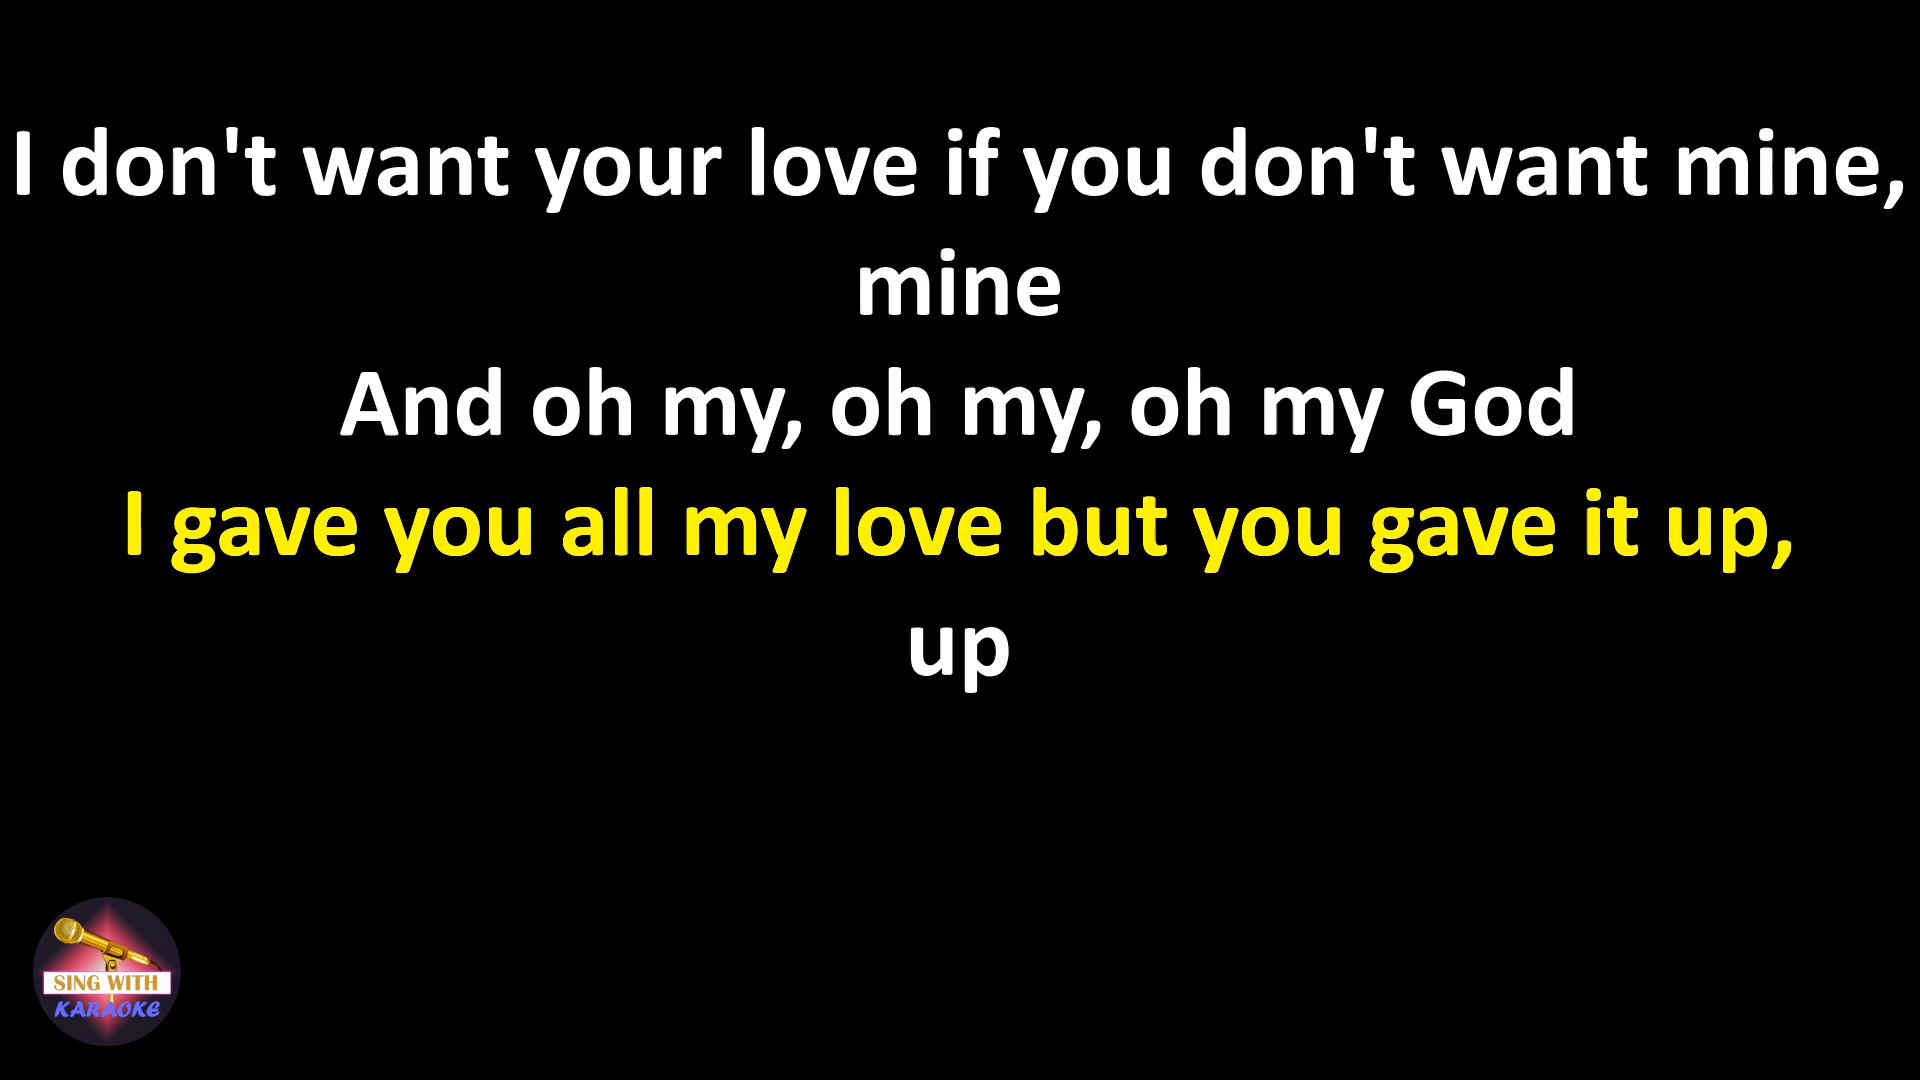 I don't want your love if you don't want mine,
mine
And oh my, oh my, oh my God
I gave you all my love but you gave it up,
up
SING WITH
KARAOKE